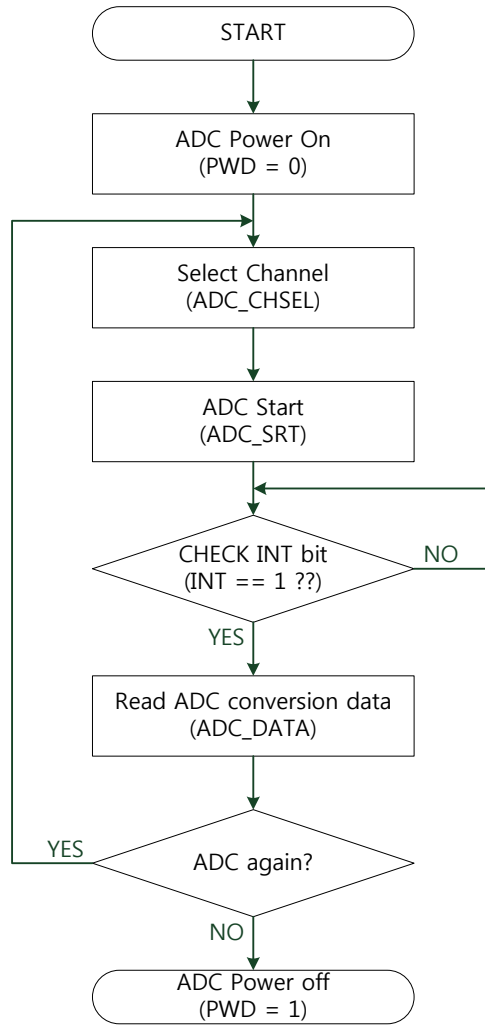 START
ADC Power On
(PWD = 0)
Select Channel
(ADC_CHSEL)
ADC Start
(ADC_SRT)
CHECK INT bit
(INT == 1 ??)
NO
YES
Read ADC conversion data
(ADC_DATA)
YES
ADC again?
NO
ADC Power off
(PWD = 1)